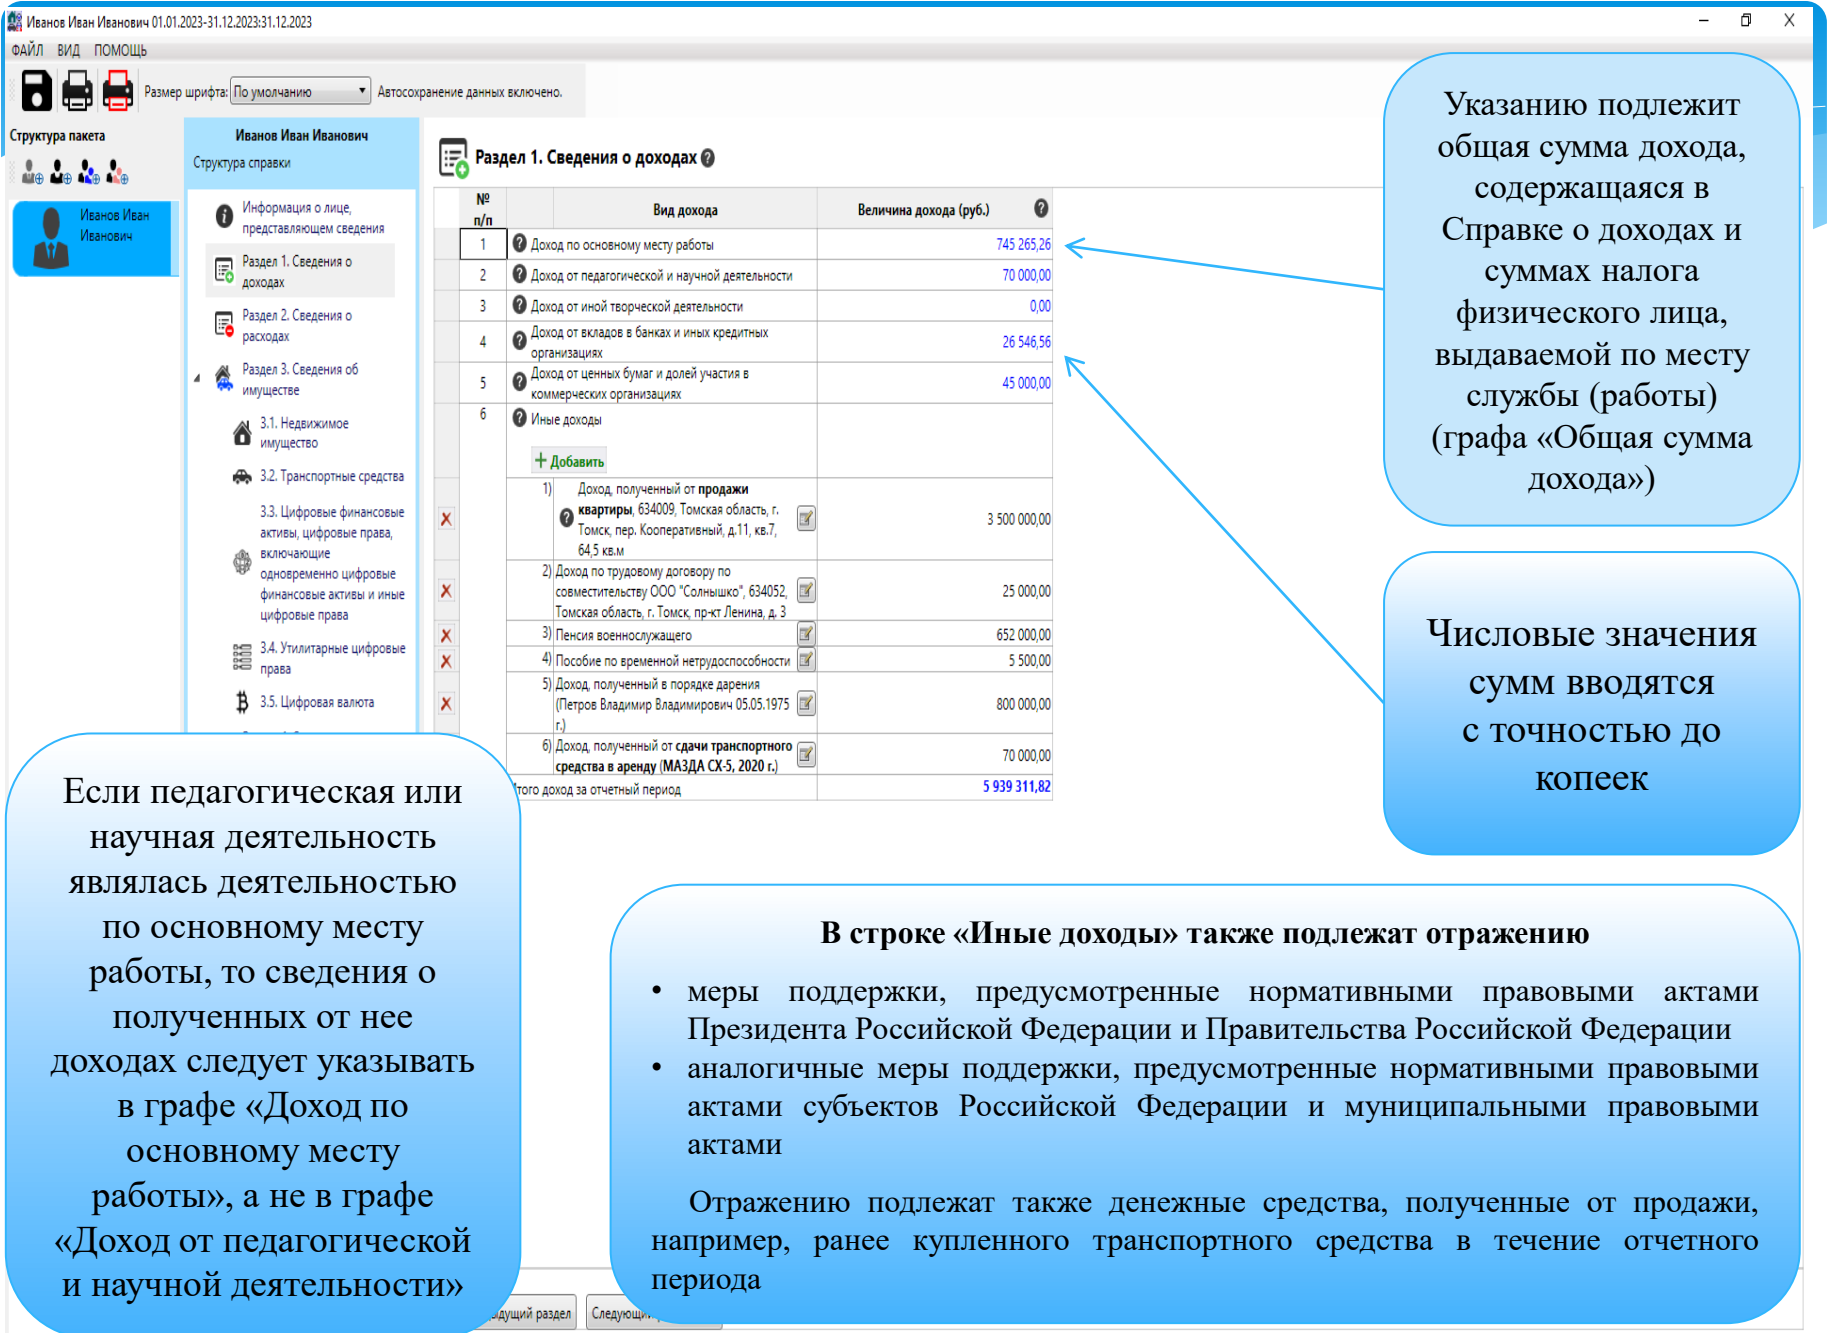 Иванов Иван Иванович 01.01.2023-31.12.2023:31.12.2023
ФАЙЛ ВИД ПОМОЩЬ
Размер шрифта: По умолчанию Автосохранение данных включено.
Структура пакета
Иванов Иван
Иванович
Иванов Иван Иванович
Структура справки
Информация о лице,
представляющем сведения
Раздел 1. Сведения о
доходах
Раздел 2. Сведения о
расходах
Раздел 3. Сведения об
имуществе
3.1. Недвижимое
имущество
3.2. Транспортные средства
3.3. Цифровые финансовые
активы, цифровые права,
включающие
одновременно цифровые
финансовые активы и иные
цифровые права
3.4. Утилитарные цифровые
права
3.5. Цифровая валюта
Раздел 1. Сведения о доходах
№
п/п
Вид дохода Величина дохода (руб.)
1 Доход по основному месту работы 745 265,26
2 Доход от педагогической и научной деятельности 70 000,00
3 Доход от иной творческой деятельности 0,00
4 Доход от вкладов в банках и иных кредитных
организациях 26 546,56
5 Доход от ценных бумаг и долей участия в
коммерческих организациях 45 000,00
6 Иные доходы
+ Добавить
1) Доход, полученный от продажи
квартиры, 634009, Томская область, г.
Томск, пер. Кооперативный, д.11, кв.7,
64,5 кв.м
3 500 000,00
2) Доход по трудовому договору по
совместительству ООО "Солнышко", 634052,
Томская область, г. Томск, пр-кт Ленина, д. 3
25 000,00
3) Пенсия военнослужащего 652 000,00
4) Пособие по временной нетрудоспособности 5 500,00
5) Доход, полученный в порядке дарения
(Петров Владимир Владимирович 05.05.1975
г.)
800 000,00
6) Доход, полученный от сдачи транспортного
средства в аренду (МАЗДА СХ-5, 2020 г.)
70 000,00
того доход за отчетный период 5 939 311,82
Указанию подлежит
общая сумма дохода,
содержащаяся в
Справке о доходах и
суммах налога
физического лица,
выдаваемой по месту
службы (работы)
(графа «Общая сумма
дохода»)
Числовые значения
сумм вводятся
с точностью до
копеек
Если педагогическая или
научная деятельность
являлась деятельностью
по основному месту
работы, то сведения о
полученных от нее
доходах следует указывать
в графе «Доход по
основному месту
работы», а не в графе
«Доход от педагогической
и научной деятельности»
В строке «Иные доходы» также подлежат отражению
• меры поддержки, предусмотренные нормативными правовыми актами
Президента Российской Федерации и Правительства Российской Федерации
• аналогичные меры поддержки, предусмотренные нормативными правовыми
актами субъектов Российской Федерации и муниципальными правовыми
актами
Отражению подлежат также денежные средства, полученные от продажи,
например, ранее купленного транспортного средства в течение отчетного
периода
дущий раздел Следующи